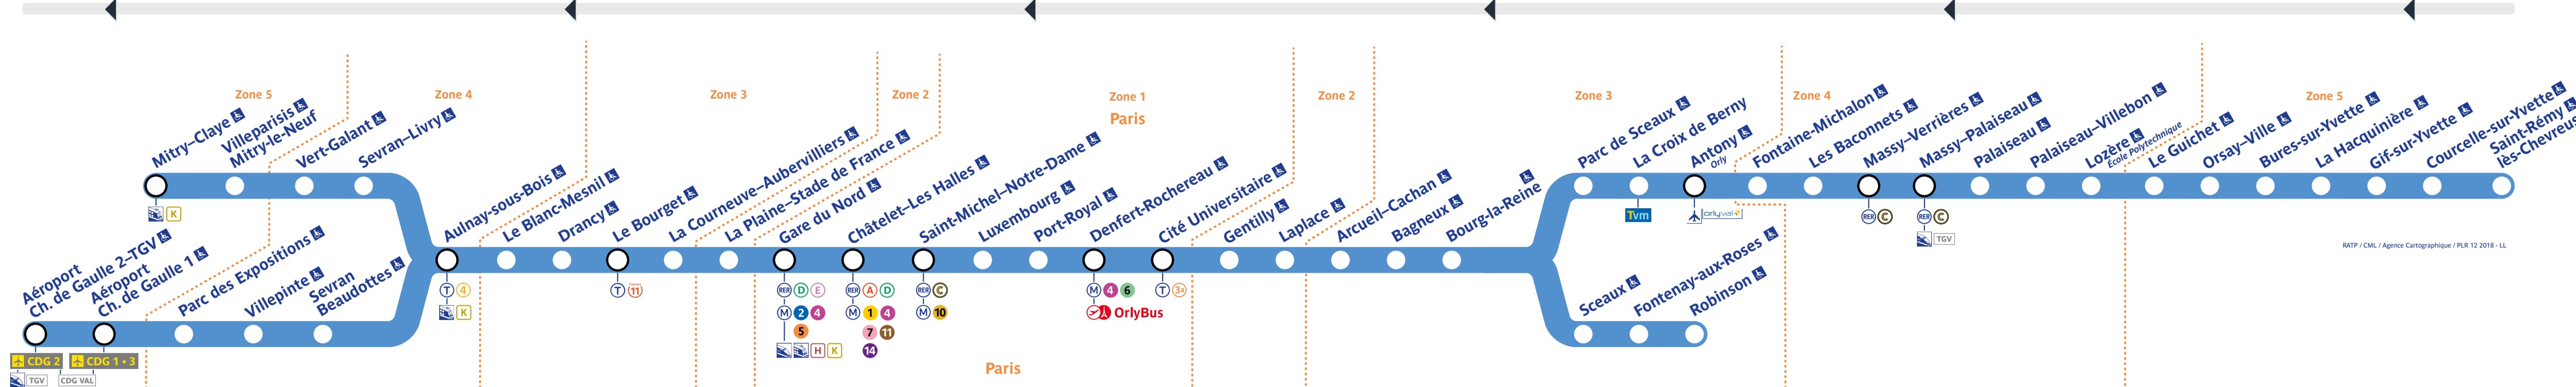 Zone 5
Zone 4
Zone 3
Zone 2
Zone 1
Paris
Zone 2
Zone 3
Zone 4
Zone 5
Mitry–Claye
Villeparisis
Mitry-le-Neuf
Vert-Galant
Sevran–Livry
K
Aéroport
Ch. de Gaulle 2–TGV
Aéroport
Ch. de Gaulle 1
Parc des Expositions
Villepinte
Sevran
Beaudottes
CDG 2
CDG 1 • 3
TGV
CDG VAL
Aulnay-sous-Bois
T 4
K
Le Blanc-Mesnil
Drancy
Le Bourget
T 11
La Courneuve–Aubervilliers
La Plaine–Stade de France
Gare du Nord
RER D E
M 2 4
5
H K
Châtelet–Les Halles
RER A D
M 1 4
7 11
14
Saint-Michel–Notre-Dame
RER C
M 10
Luxembourg
Port-Royal
Denfert-Rochereau
M 4 6
OrlyBus
Cité Universitaire
T 3a
Gentilly
Laplace
Arcueil–Cachan
Bagneux
Bourg-la-Reine
Parc de Sceaux
La Croix de Berny
Tvm
Antony
Orly
orlyval
Fontaine-Michalon
Les Baconnets
Massy–Verrières
RER C
Massy–Palaiseau
RER C
TGV
Palaiseau
Palaiseau–Villebon
Lozère
École Polytechnique
Le Guichet
Orsay–Ville
Bures-sur-Yvette
La Hacquinière
Gif-sur-Yvette
Courcelle-sur-Yvette
Saint-Rémy
lès-Chevreus
Sceaux
Fontenay-aux-Roses
Robinson
Paris
RATP / CML / Agence Cartographique / PLR 12 2018 - LL